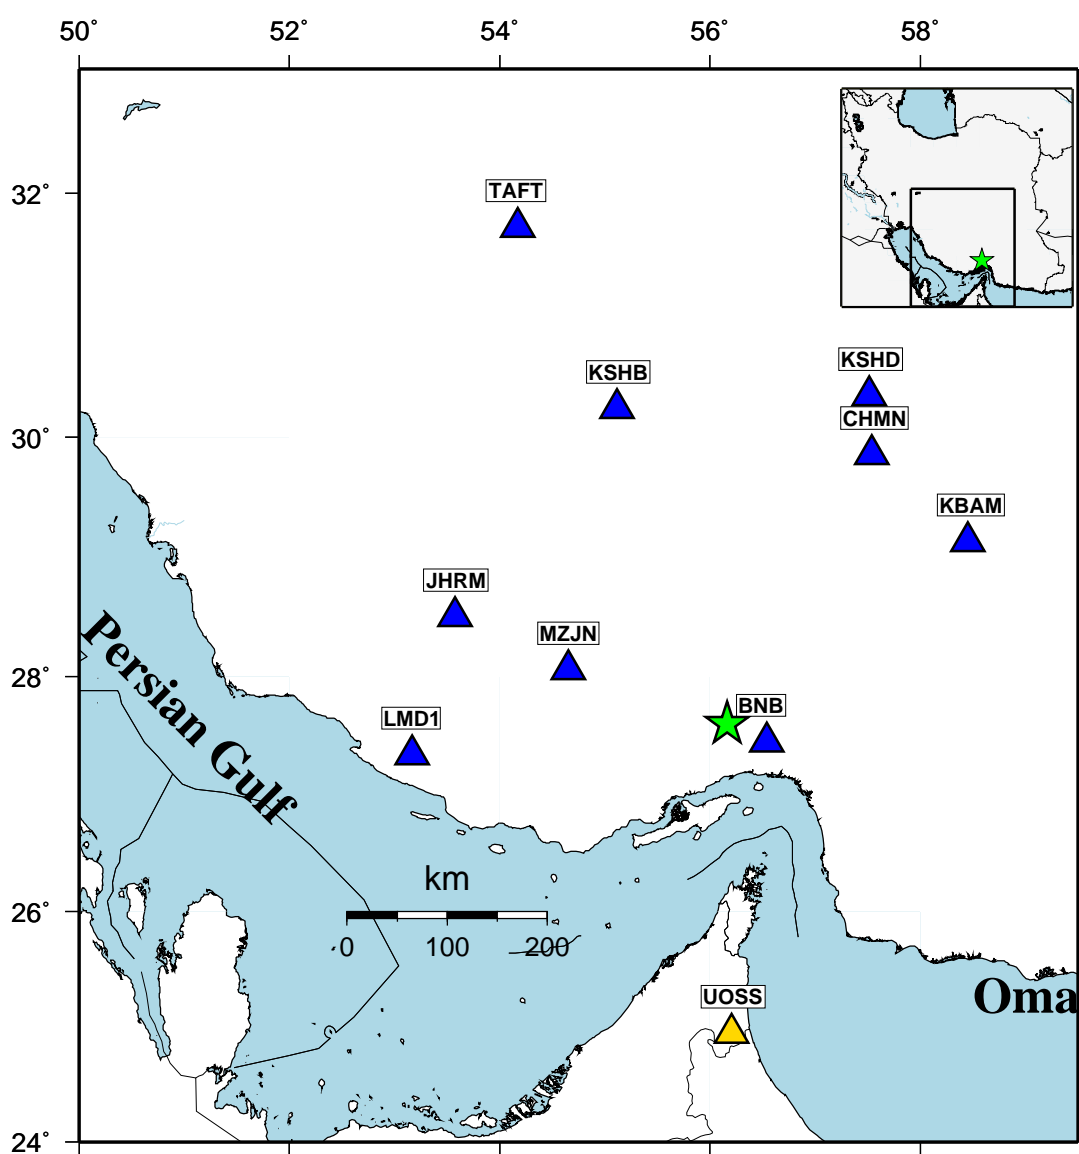 50° 52° 54° 56° 58°
32°
30°
28°
26°
24°
TAFT
KSHB
KSHD
CHMN
KBAM
JHRM
MZJN
BNB
LMD1
Persian Gulf
km
0 100 200
UOSS
Oma